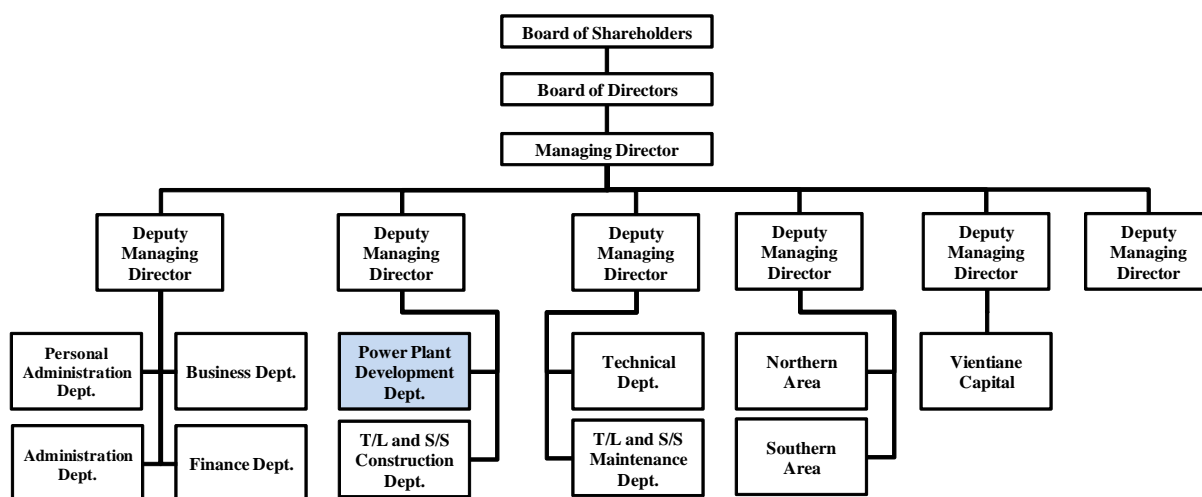 Board of Shareholders
Board of Directors
Managing Director
Deputy
Managing
Director
Deputy
Managing
Director
Deputy
Managing
Director
Deputy
Managing
Director
Deputy
Managing
Director
Deputy
Managing
Director
Personal
Administration
Dept.
Business Dept.
Power Plant
Development
Dept.
Technical
Dept.
Northern
Area
Vientiane
Capital
Administration
Dept.
Finance Dept.
T/L and S/S
Construction
Dept.
T/L and S/S
Maintenance
Dept.
Southern
Area